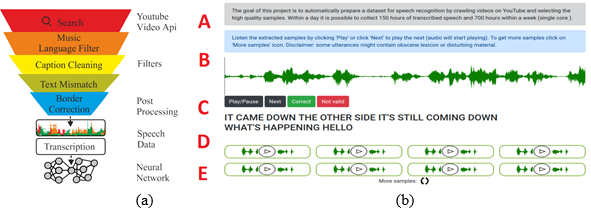 Search
Music
Language Filter
Caption Cleaning
Text Mismatch
Border
Correction
Transcription
Youtube
Video Api
Filters
Post
Processing
Speech
Data
Neural
Network
(a)
A
The goal of this project is to automatically prepare a dataset for speech recognition by crawling videos on YouTube and selecting the
high quality samples. Within a day it is possible to collect 150 hours of transcribed speech and 700 hours within a week (single core ).
Listen the extracted samples by clicking 'Play' or click 'Next' to play the next (audio will start playing). To get more samples click on
'More samples' icon. Disclaimer: some utterances might contain obscene lexicon or disturbing material.
B
C
Play/Pause
Next
Correct
Not valid
IT CAME DOWN THE OTHER SIDE IT'S STILL COMING DOWN
WHAT'S HAPPENING HELLO
D
E
More samples:
(b)